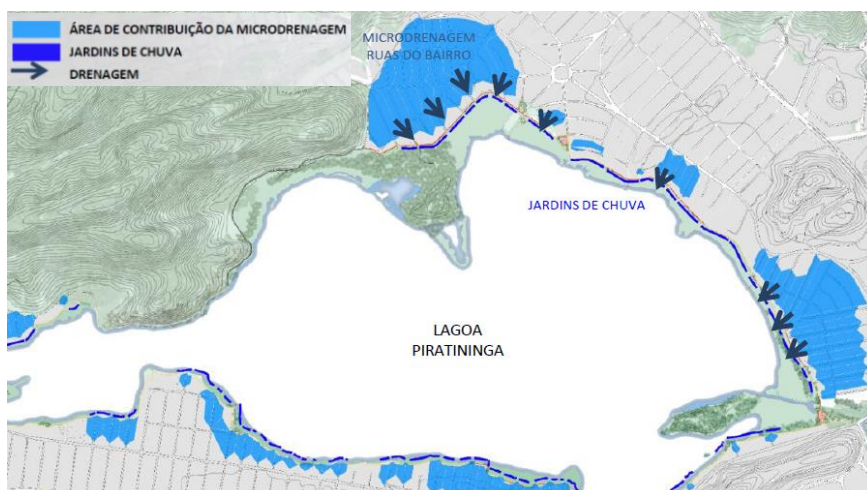 ÁREA DE CONTRIBUIÇÃO DA MICRODRENAGEM
JARDINS DE CHUVA
DRENAGEM
MICRODRENAGEM
RUAS DO BAIRRO
JARDINS DE CHUVA
LAGOA
PIRATININGA